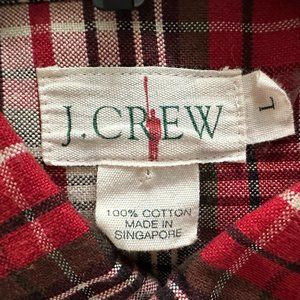 J.CREW
L
100% COTTON
MADE IN
SINGAPORE